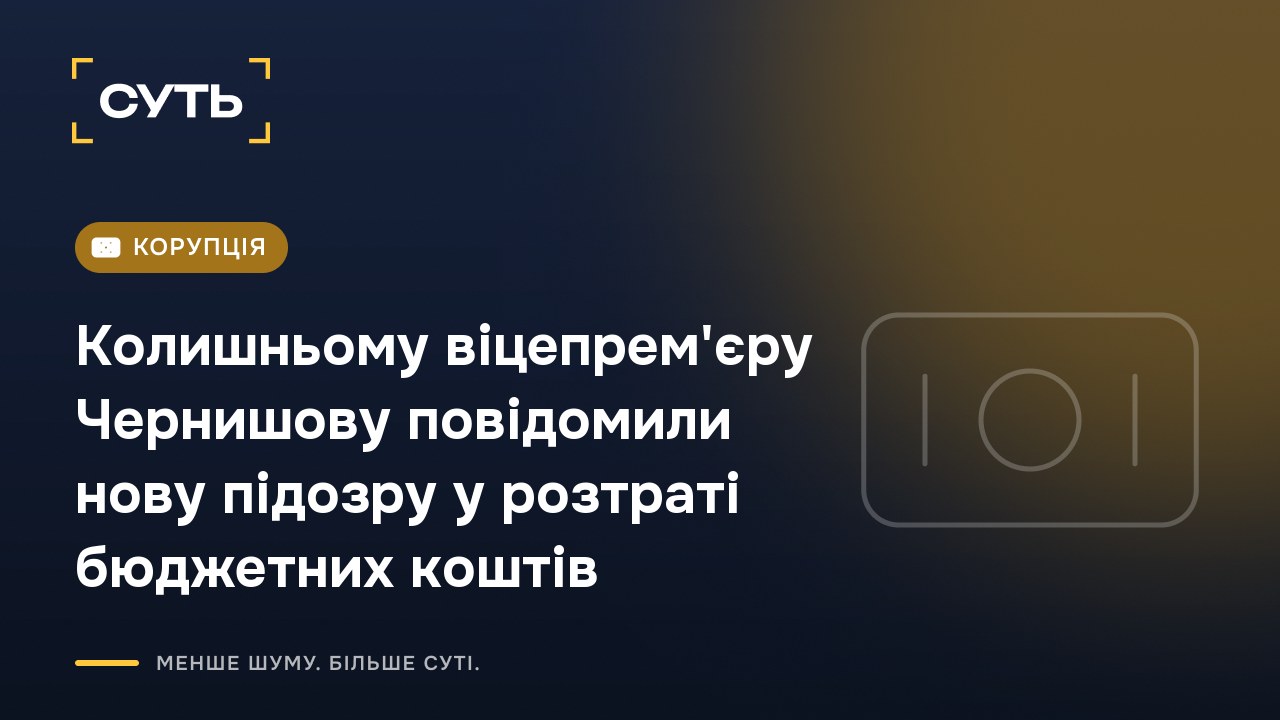 СУТЬ
КОРУПЦІЯ
Колишньому віцепрем'єру
Чернишову повідомили
нову підозру у розтраті
бюджетних коштів
МЕНШЕ ШУМУ. БІЛЬШЕ СУТІ.